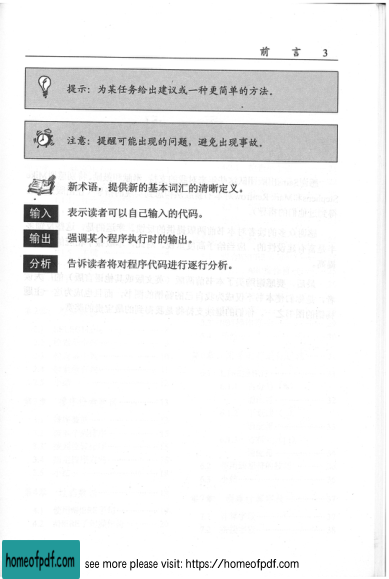 前 言 3
提示：为某任务给出建议或一种更简单的方法。
注意：提醒可能出现的问题，避免出现事故。
新术语，提供新的基本词汇的清晰定义。
输入 表示读者可以自己输入的代码。
输出 强调某个程序执行时的输出。
分析 告诉读者将对程序代码进行逐行分析。
homeofpdf.com see more please visit: https://homeofpdf.com